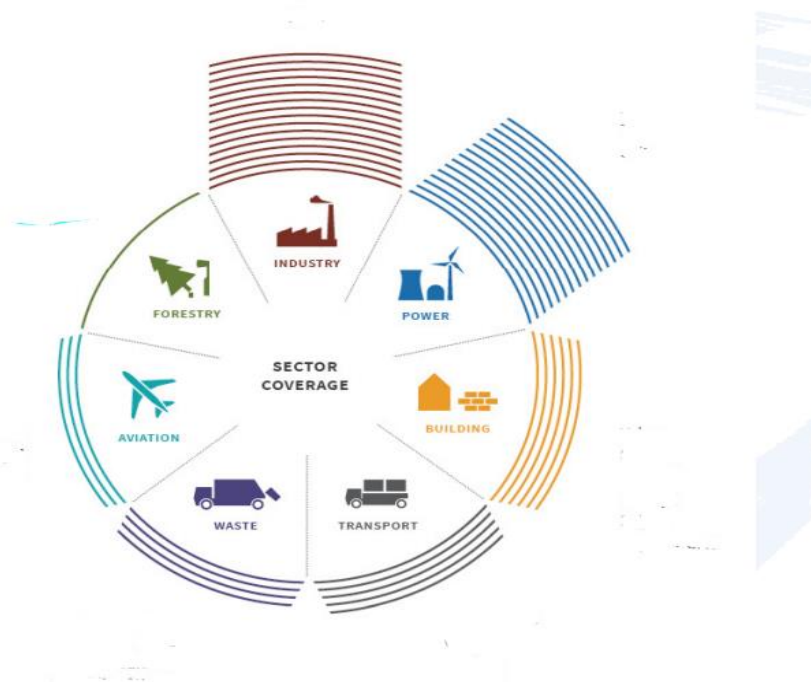 INDUSTRY
FORESTRY
POWER
SECTOR
COVERAGE
AVIATION
BUILDING
WASTE
TRANSPORT